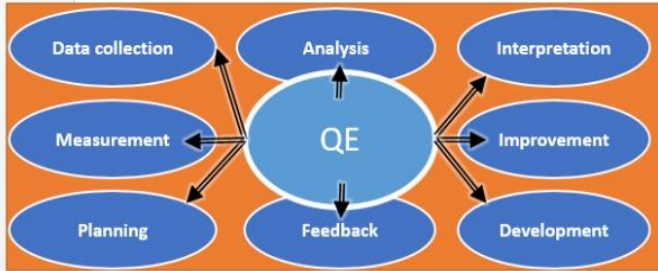 Data collection
Analysis
Interpretation
Measurement
QE
Improvement
Planning
Feedback
Development